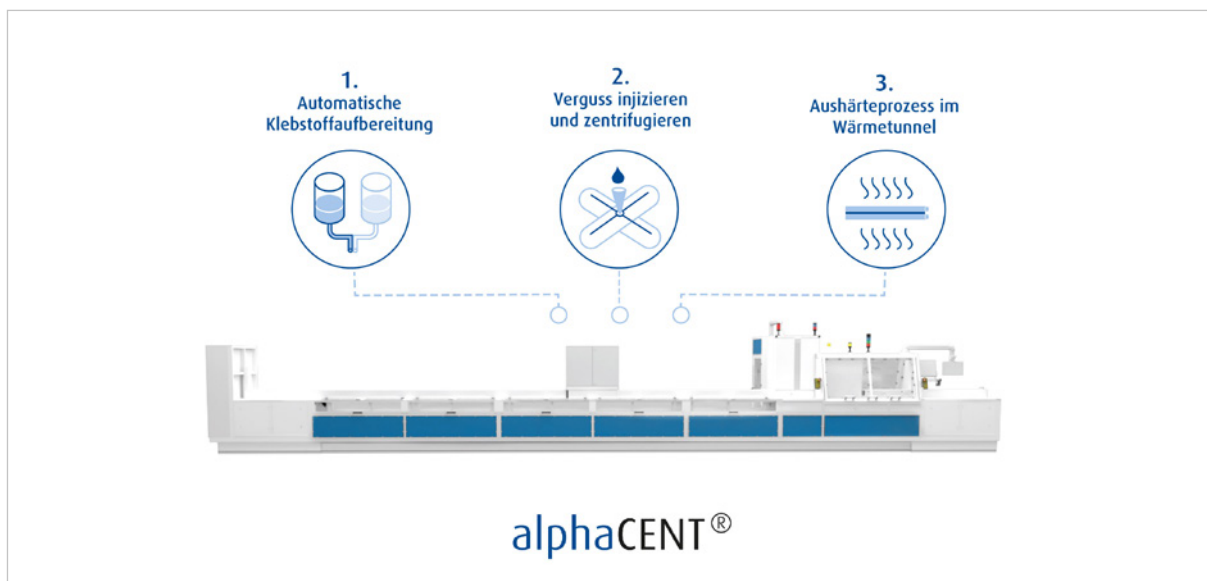 1.
Automatische
Klebstoffaufbereitung
2.
Verguss injizieren
und zentrifugieren
3.
Aushärteprozess im
Wärmetunnel
alphaCENT®